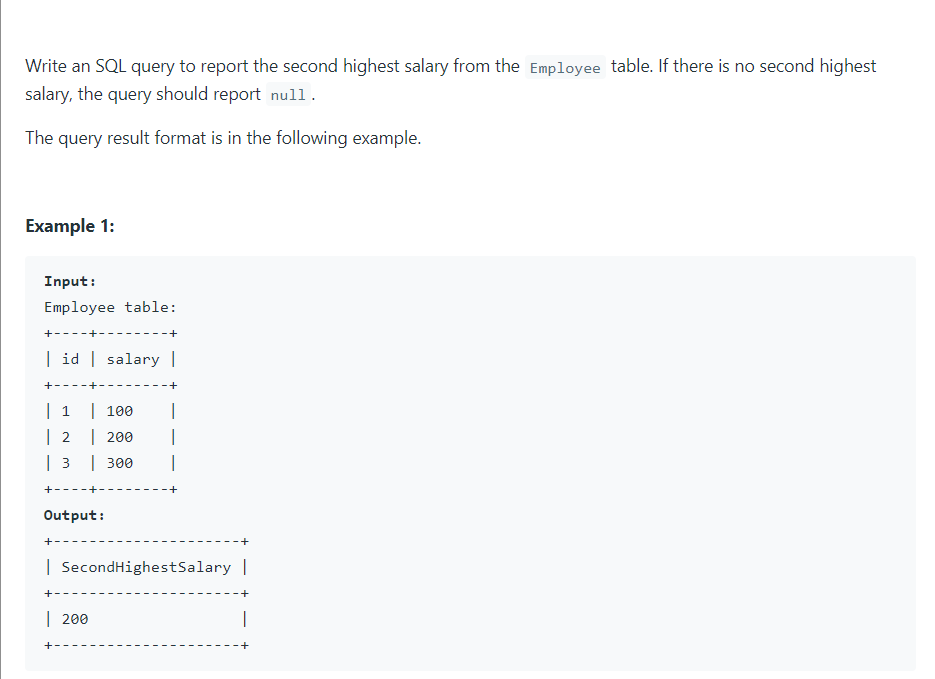 Write an SQL query to report the second highest salary from the Employee table. If there is no second highest
salary, the query should report null .
The query result format is in the following example.
Example 1:
Input:
Employee table:
+----+--------+
| id | salary |
+----+--------+
| 1  | 100    |
| 2  | 200    |
| 3  | 300    |
+----+--------+
Output:
+---------------------+
| SecondHighestSalary |
+---------------------+
| 200                 |
+---------------------+